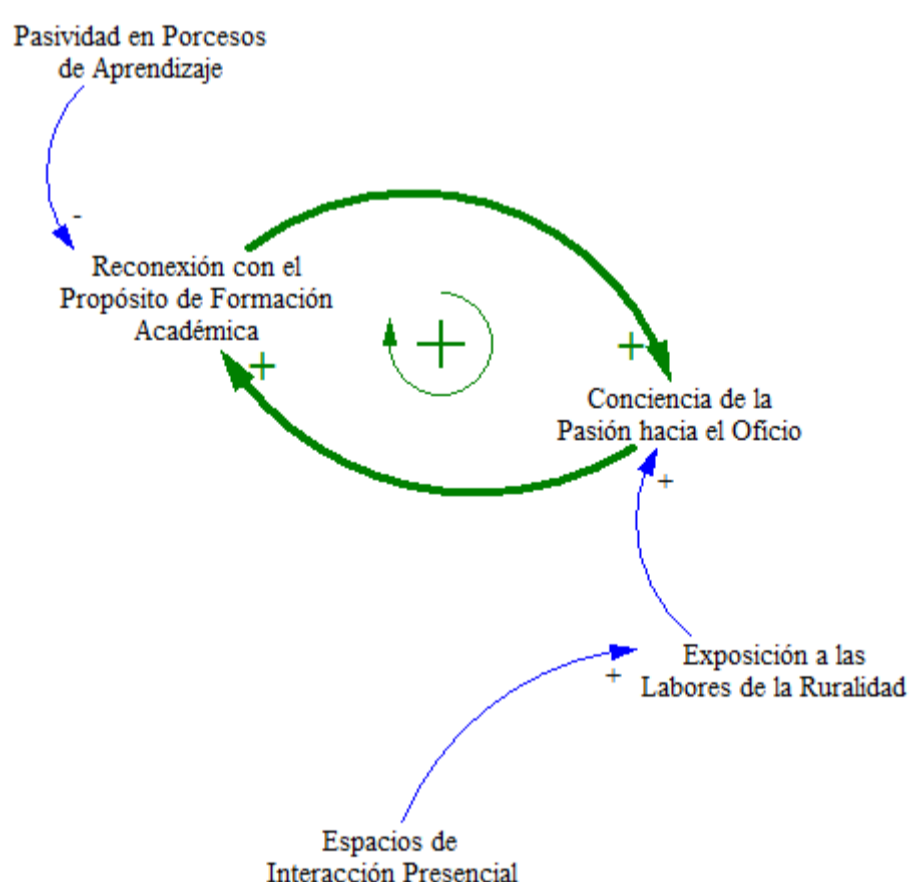 Pasividad en Porcesos
de Aprendizaje
-
Reconexión con el
Propósito de Formación
Académica
+
+
+
Conciencia de la
Pasión hacia el Oficio
+
Exposición a las
Labores de la Ruralidad
+
Espacios de
Interacción Presencial